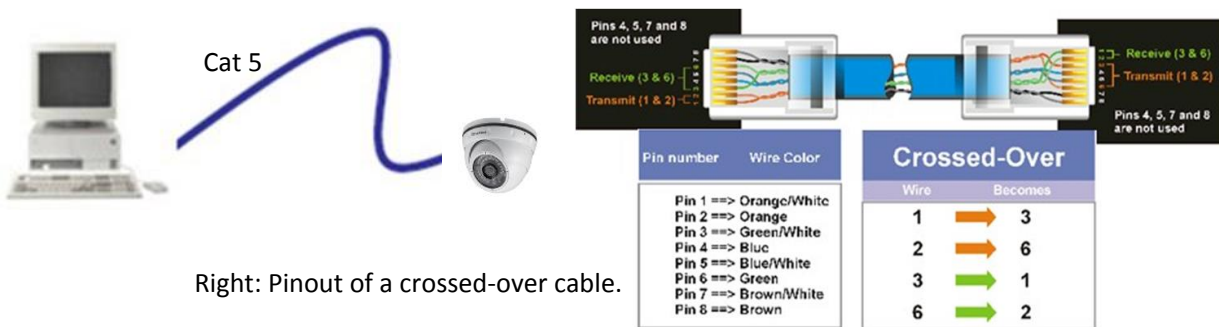 Cat 5
Right: Pinout of a crossed-over cable.
Pins 4, 5, 7 and 8
are not used
Receive (3 & 6)
Transmit (1 & 2)
Receive (3 & 6)
Transmit (1 & 2)
Pins 4, 5, 7 and 8
are not used
Pin number Wire Color
Pin 1 ==> Orange/White
Pin 2 ==> Orange
Pin 3 ==> Green/White
Pin 4 ==> Blue
Pin 5 ==> Blue/White
Pin 6 ==> Green
Pin 7 ==> Brown/White
Pin 8 ==> Brown
Crossed-Over
Wire Becomes
1 3
2 6
3 1
6 2